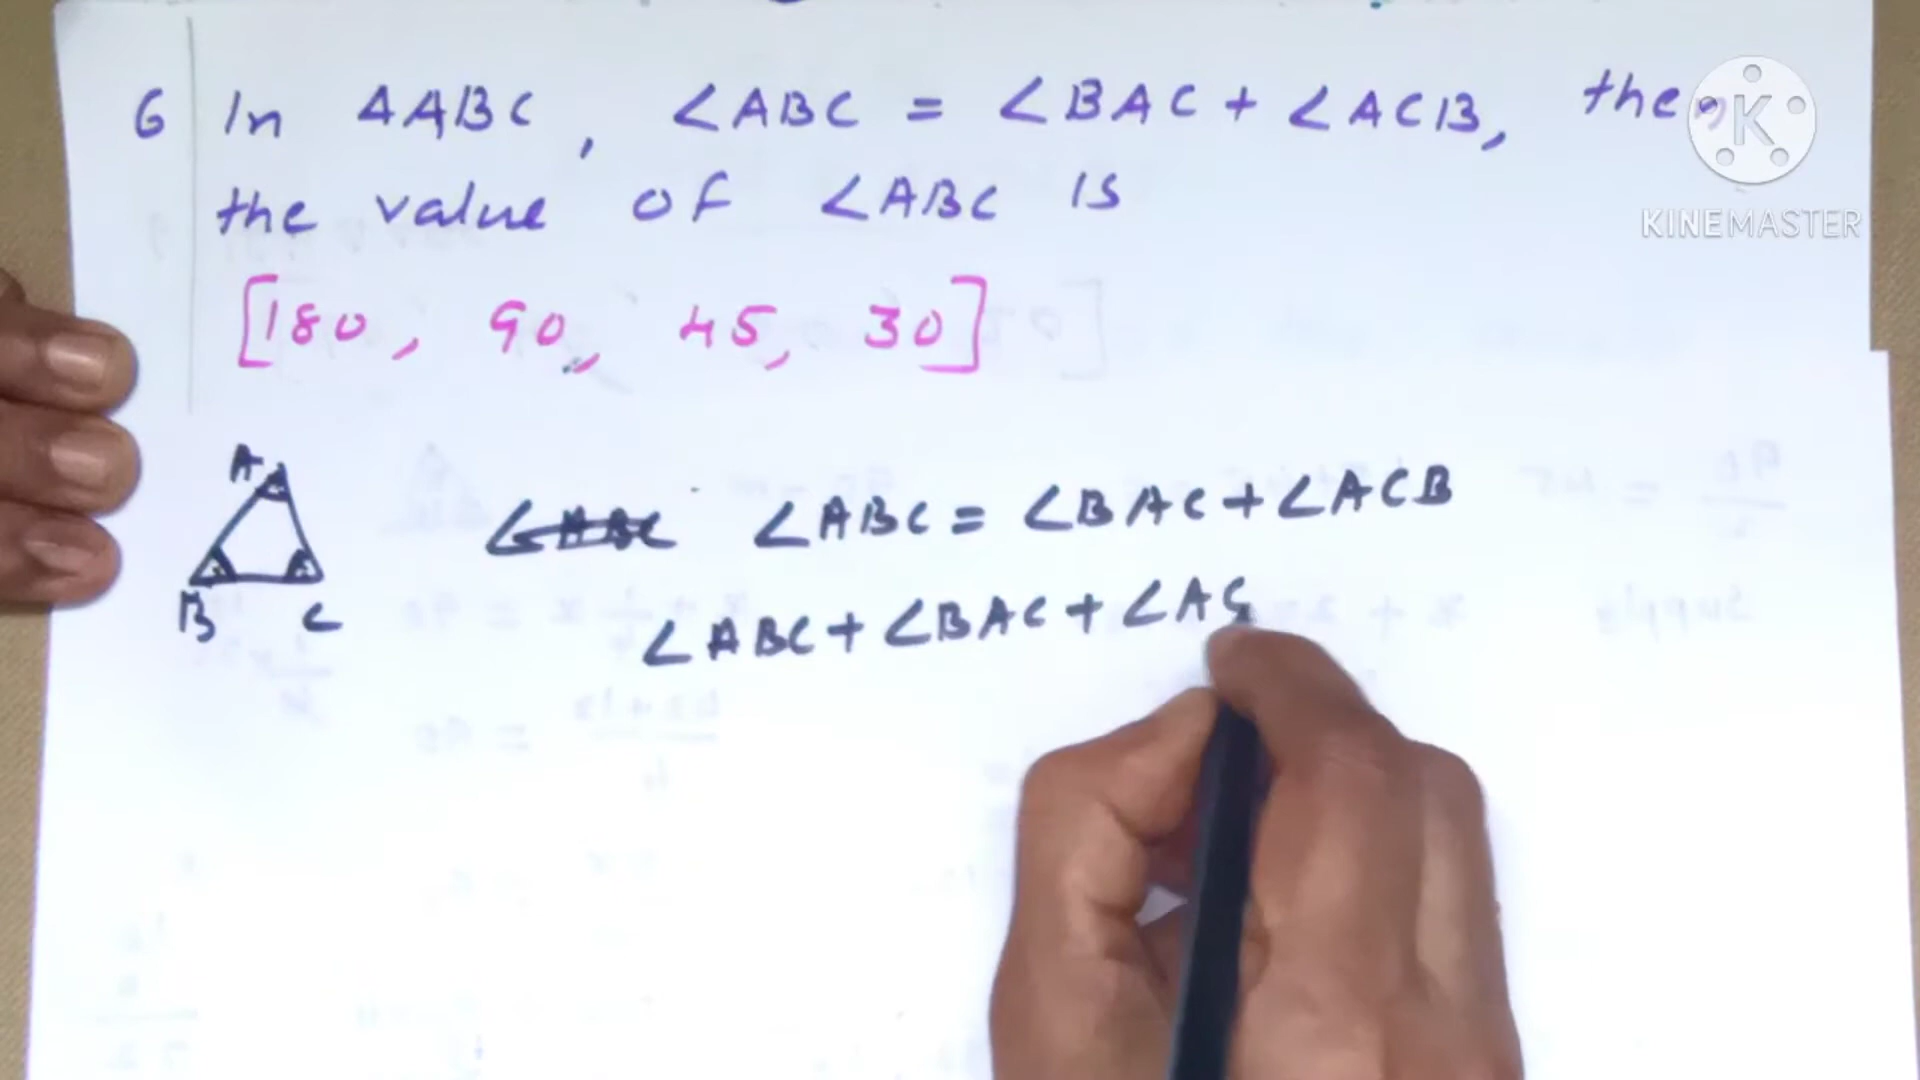 6 In ΔABC, ∠ABC = ∠BAC + ∠ACB, then
the value of ∠ABC is
[180, 90, 45, 30]
A
B C
∠ABC ∠ABC = ∠BAC + ∠ACB
∠ABC + ∠BAC + ∠AC
K
KINEMASTER